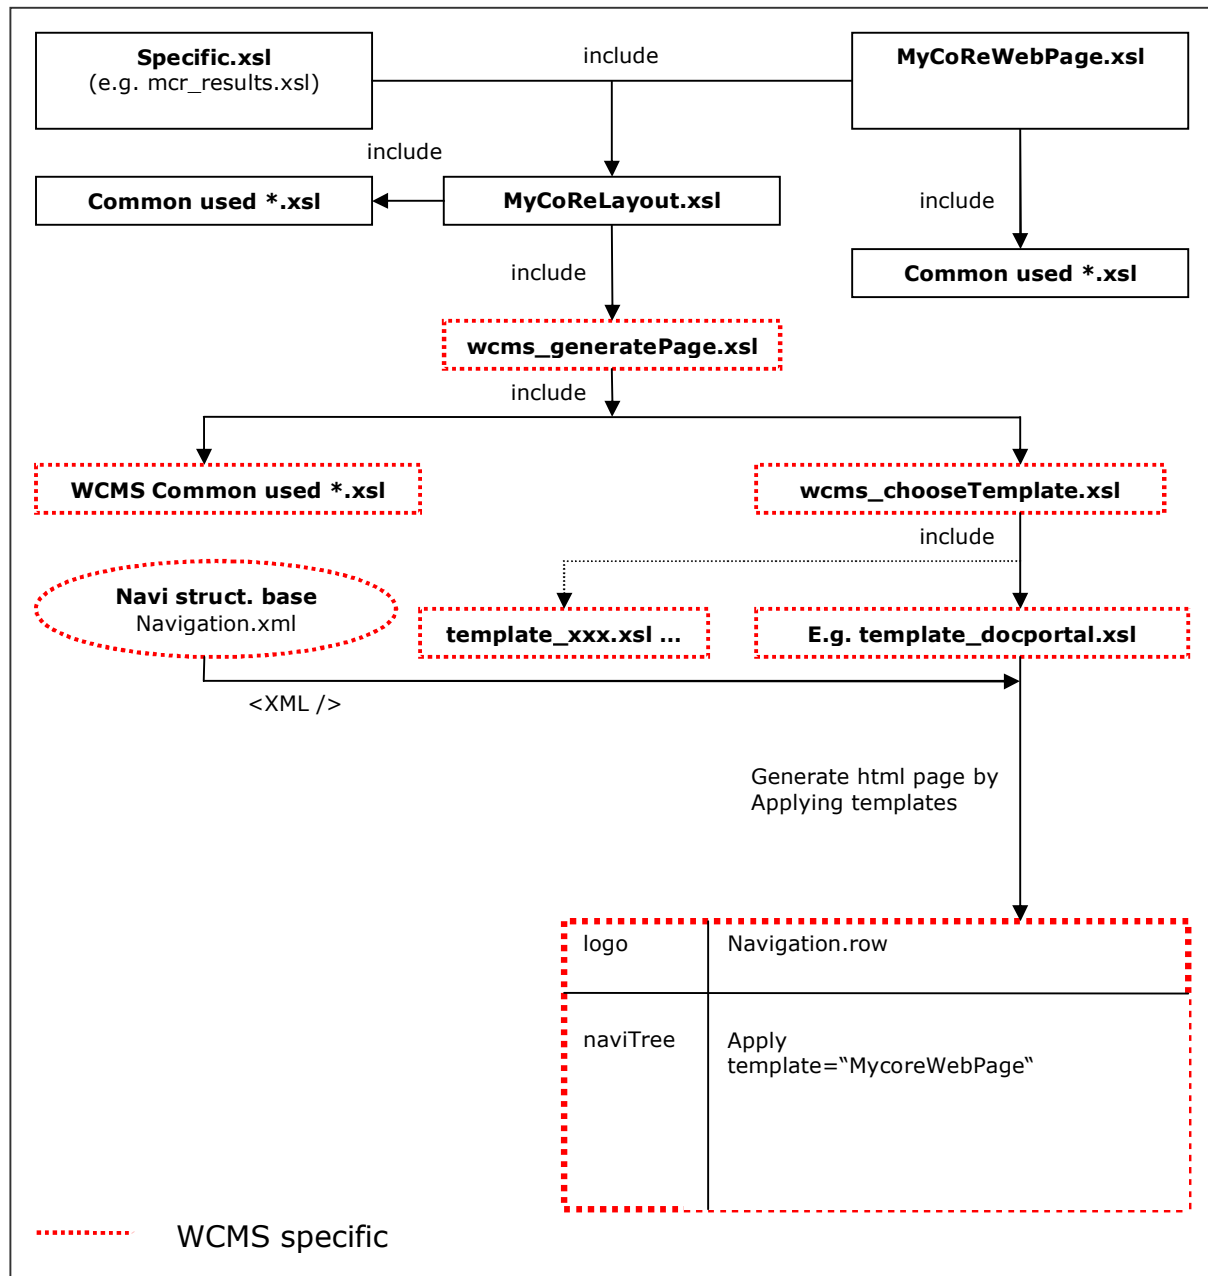 Specific.xsl
(e.g. mcr_results.xsl)
include
MyCoReWebPage.xsl
include
Common used *.xsl
MyCoReLayout.xsl
include
Common used *.xsl
include
wcms_generatePage.xsl
include
WCMS Common used *.xsl
wcms_chooseTemplate.xsl
include
Navi struct. base
Navigation.xml
template_xxx.xsl ...
E.g. template_docportal.xsl
<XML />
Generate html page by
Applying templates
logo
Navigation.row
naviTree
Apply
template=“MycoreWebPage“
WCMS specific